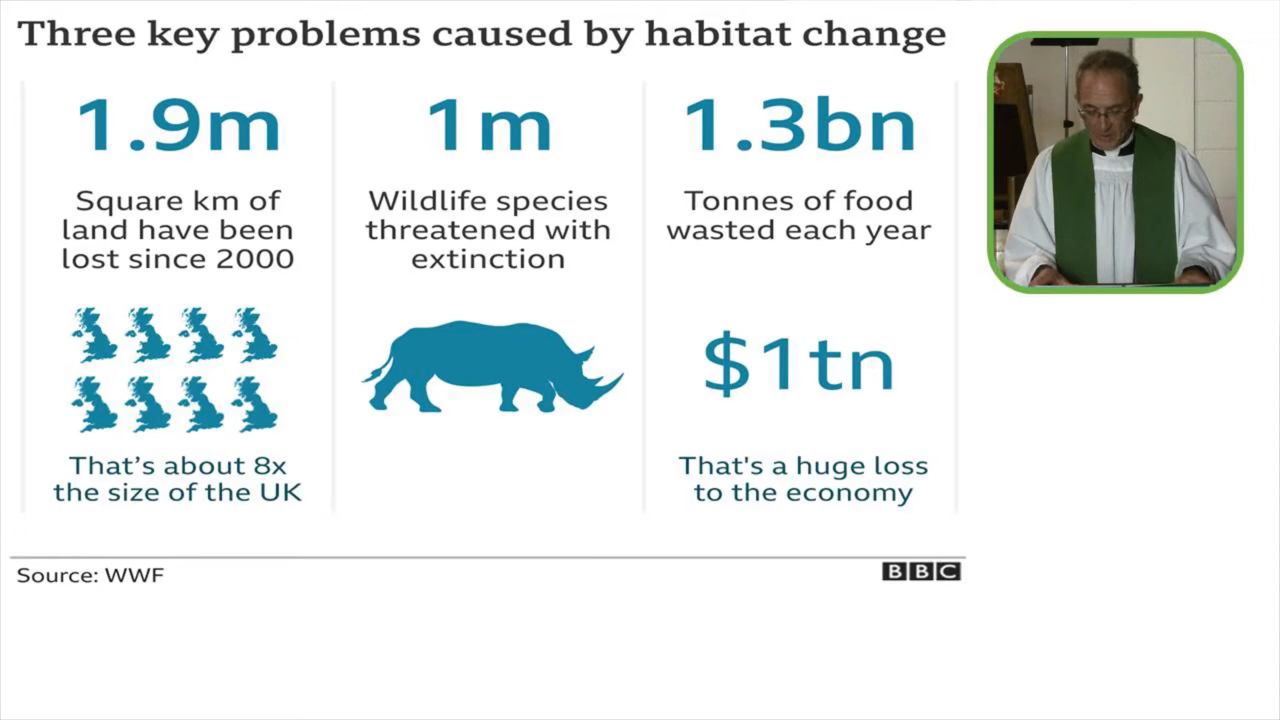 Three key problems caused by habitat change
1.9m
Square km of
land have been
lost since 2000
That's about 8x
the size of the UK
1m
Wildlife species
threatened with
extinction
1.3bn
Tonnes of food
wasted each year
$1tn
That's a huge loss
to the economy
Source: WWF
BBC